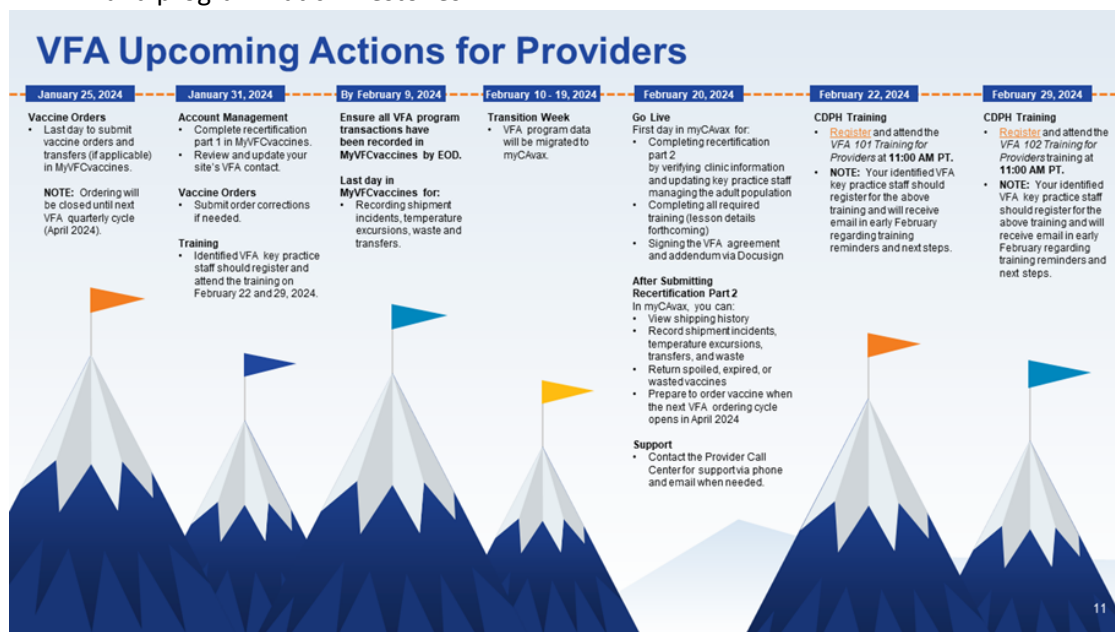 VFA Upcoming Actions for Providers
January 25, 2024
Vaccine Orders
• Last day to submit
vaccine orders and
transfers (if applicable)
in MyVFCvaccines.
NOTE: Ordering will
be closed until next
VFA quarterly cycle
(April 2024).
January 31, 2024
Account Management
• Complete recertification
part 1 in MyVFCvaccines.
• Review and update your
site's VFA contact.
Vaccine Orders
• Submit order corrections
if needed.
Training
• Identified VFA key practice
staff should register and
attend the training on
February 22 and 29, 2024.
By February 9, 2024
Ensure all VFA program
transactions have
been recorded in
MyVFCvaccines by EOD.
Last day in
MyVFCvaccines for:
• Recording shipment
incidents, temperature
excursions, waste and
transfers.
February 10 - 19, 2024
Transition Week
• VFA program data
will be migrated to
myCAvax.
February 20, 2024
Go Live
First day in myCAvax for:
• Completing recertification
part 2
by verifying clinic information
and updating key practice staff
managing the adult population
• Completing all required
training (lesson details
forthcoming)
• Signing the VFA agreement
and addendum via Docusign
After Submitting
Recertification Part 2
In myCAvax, you can:
• View shipping history
• Record shipment incidents,
temperature excursions,
transfers, and waste
• Return spoiled, expired, or
wasted vaccines
• Prepare to order vaccine when
the next VFA ordering cycle
opens in April 2024
Support
• Contact the Provider Call
Center for support via phone
and email when needed.
February 22, 2024
CDPH Training
• Register and attend the
VFA 101 Training for
Providers at 11:00 AM PT.
• NOTE: Your identified VFA
key practice staff should
register for the above
training and will receive
email in early February
regarding training
reminders and next steps.
February 29, 2024
CDPH Training
• Register and attend the
VFA 102 Training for
Providers training at
11:00 AM PT.
• NOTE: Your identified
VFA key practice staff
should register for the
above training and will
receive email in early
February regarding
training reminders and
next steps.
11